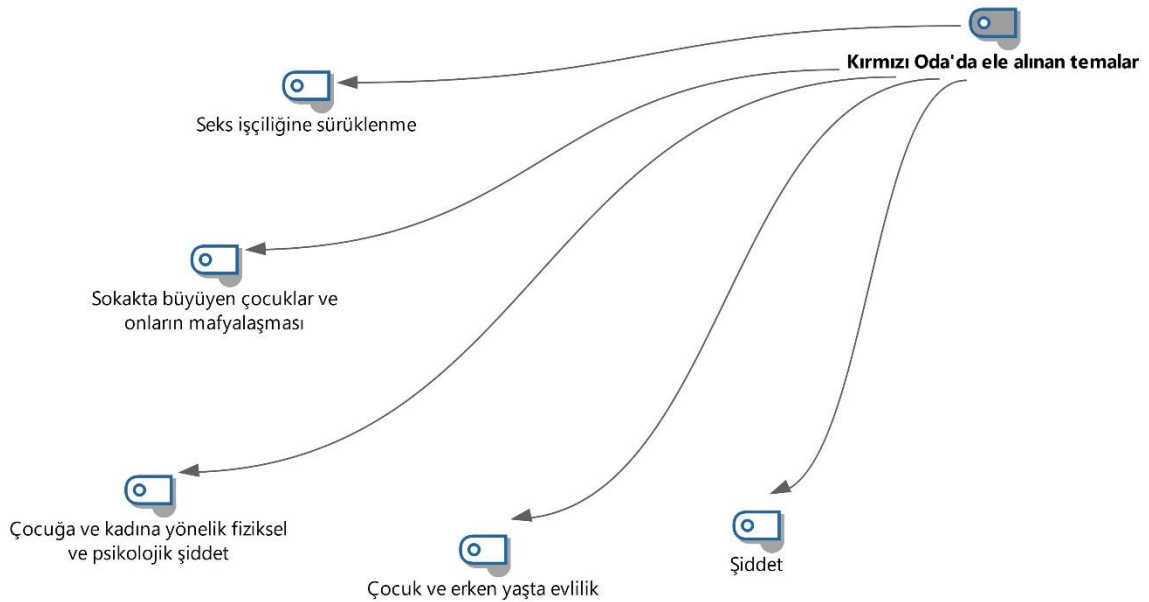 Kırmızı Oda'da ele alınan temalar
Seks işçiliğine sürüklenme
Sokakta büyüyen çocuklar ve
onların mafyalaşması
Çocuğa ve kadına yönelik fiziksel
ve psikolojik şiddet
Çocuk ve erken yaşta evlilik
Şiddet